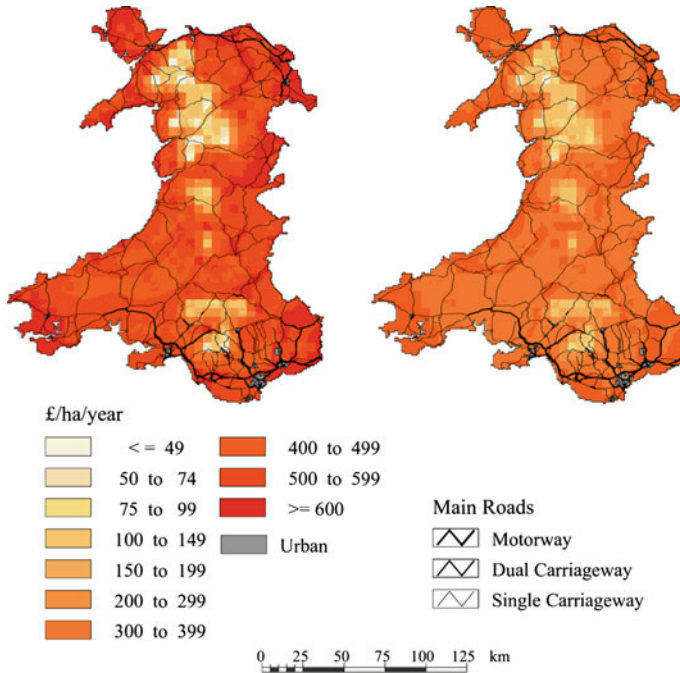 £/ha/year
< = 49
50 to 74
75 to 99
100 to 149
150 to 199
200 to 299
300 to 399
400 to 499
500 to 599
>= 600
Urban
Main Roads
Motorway
Dual Carriageway
Single Carriageway
0 25 50 75 100 125 km